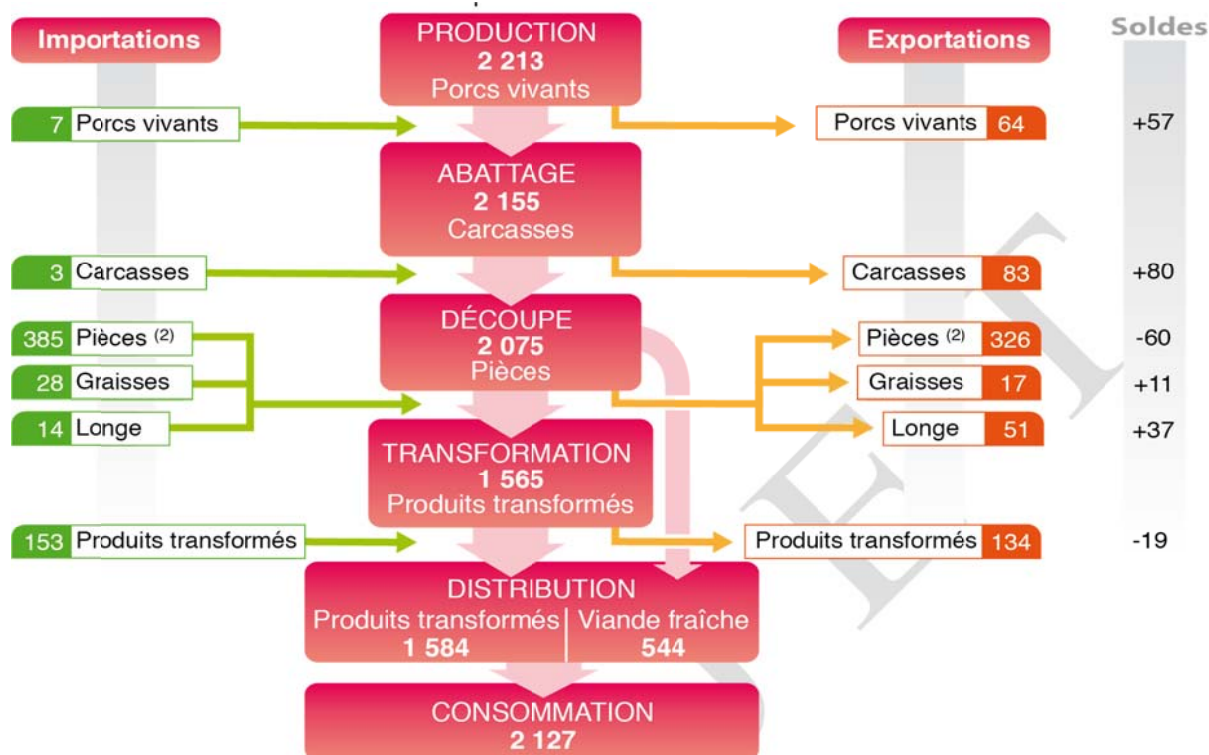 Importations
PRODUCTION
2 213
Porcs vivants
Exportations
Soldes
7 Porcs vivants
Porcs vivants 64
+57
ABATTAGE
2 155
Carcasses
3 Carcasses
Carcasses 83
+80
DÉCOUPE
2 075
Pièces
385 Pièces (2)
Pièces (2) 326
-60
28 Graisses
Graisses 17
+11
14 Longe
Longe 51
+37
TRANSFORMATION
1 565
Produits transformés
153 Produits transformés
Produits transformés 134
-19
DISTRIBUTION
Produits transformés
1 584
Viande fraîche
544
CONSOMMATION
2 127